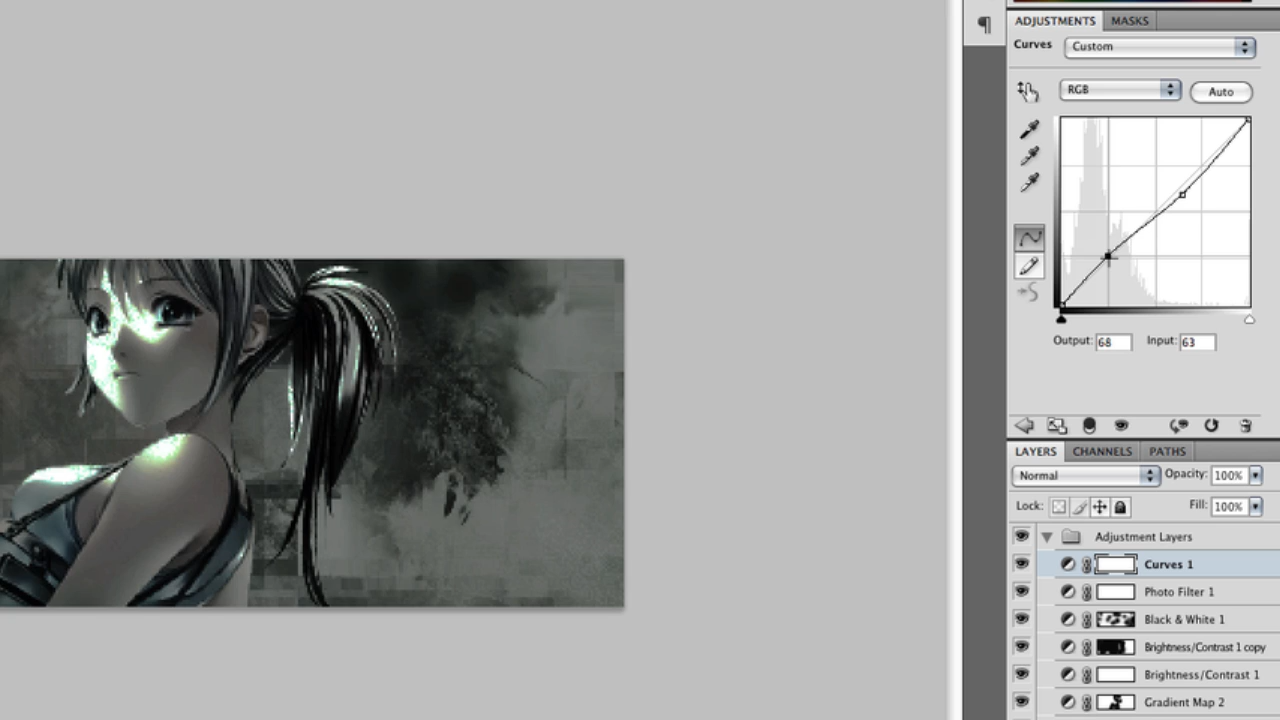 ADJUSTMENTS MASKS
Curves Custom
RGB Auto
Output: 68 Input: 63
LAYERS CHANNELS PATHS
Normal Opacity: 100%
Lock: Fill: 100%
Adjustment Layers
Curves 1
Photo Filter 1
Black & White 1
Brightness/Contrast 1 copy
Brightness/Contrast 1
Gradient Map 2